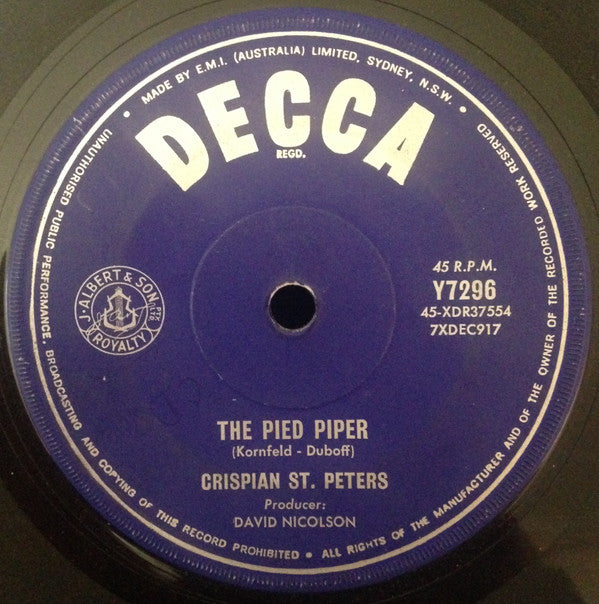 • MADE BY E.M.I. (AUSTRALIA) LIMITED, SYDNEY, N.S.W. •
DECCA
REGD.
J. ALBERT & SON PTY. LTD.
ROYALTY
45 R.P.M.
Y7296
45-XDR37554
7XDEC917
THE PIED PIPER
(Kornfeld - Duboff)
CRISPIAN ST. PETERS
Producer:
DAVID NICOLSON
UNAUTHORISED PUBLIC PERFORMANCE, BROADCASTING AND COPYING OF THIS RECORD PROHIBITED • ALL RIGHTS OF THE MANUFACTURER AND OF THE OWNER OF THE RECORDED WORK RESERVED